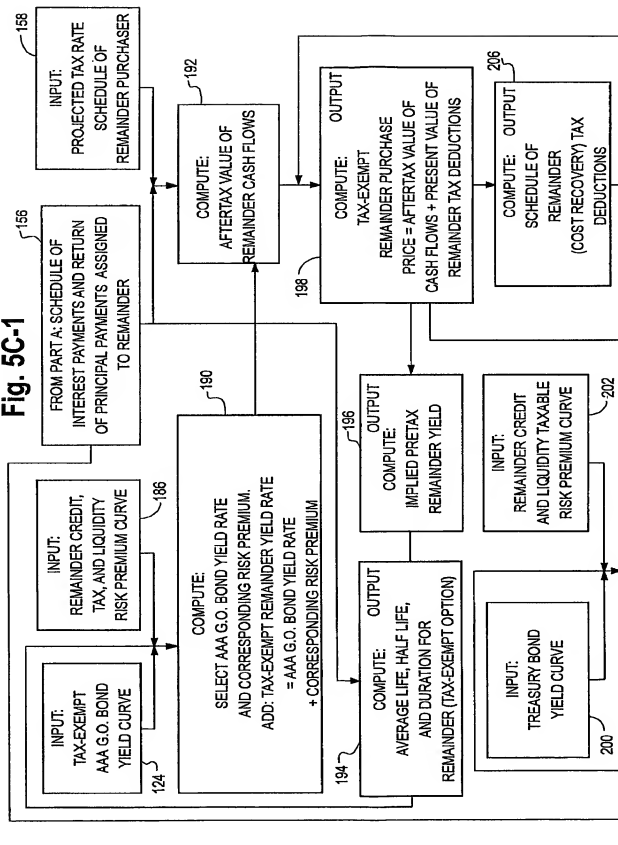 Fig. 5C-1
INPUT:
TAX-EXEMPT
AAA G.O. BOND
YIELD CURVE
124
INPUT:
REMAINDER CREDIT,
TAX, AND LIQUIDITY
RISK PREMIUM CURVE
186
FROM PART A: SCHEDULE OF
INTEREST PAYMENTS AND RETURN
OF PRINCIPAL PAYMENTS ASSIGNED
TO REMAINDER
156
INPUT:
PROJECTED TAX RATE
SCHEDULE OF
REMAINDER PURCHASER
158
COMPUTE:
SELECT AAA G.O. BOND YIELD RATE
AND CORRESPONDING RISK PREMIUM.
ADD: TAX-EXEMPT REMAINDER YIELD RATE
= AAA G.O. BOND YIELD RATE
+ CORRESPONDING RISK PREMIUM
190
COMPUTE:
AFTERTAX VALUE OF
REMAINDER CASH FLOWS
192
OUTPUT
COMPUTE:
AVERAGE LIFE, HALF LIFE,
AND DURATION FOR
REMAINDER (TAX-EXEMPT OPTION)
194
OUTPUT
COMPUTE:
IMPLIED PRETAX
REMAINDER YIELD
196
OUTPUT
COMPUTE:
TAX-EXEMPT
REMAINDER PURCHASE
PRICE = AFTERTAX VALUE OF
CASH FLOWS + PRESENT VALUE OF
REMAINDER TAX DEDUCTIONS
198
INPUT:
TREASURY BOND
YIELD CURVE
200
INPUT:
REMAINDER CREDIT
AND LIQUIDITY TAXABLE
RISK PREMIUM CURVE
202
COMPUTE: OUTPUT
SCHEDULE OF
REMAINDER
(COST RECOVERY) TAX
DEDUCTIONS
206